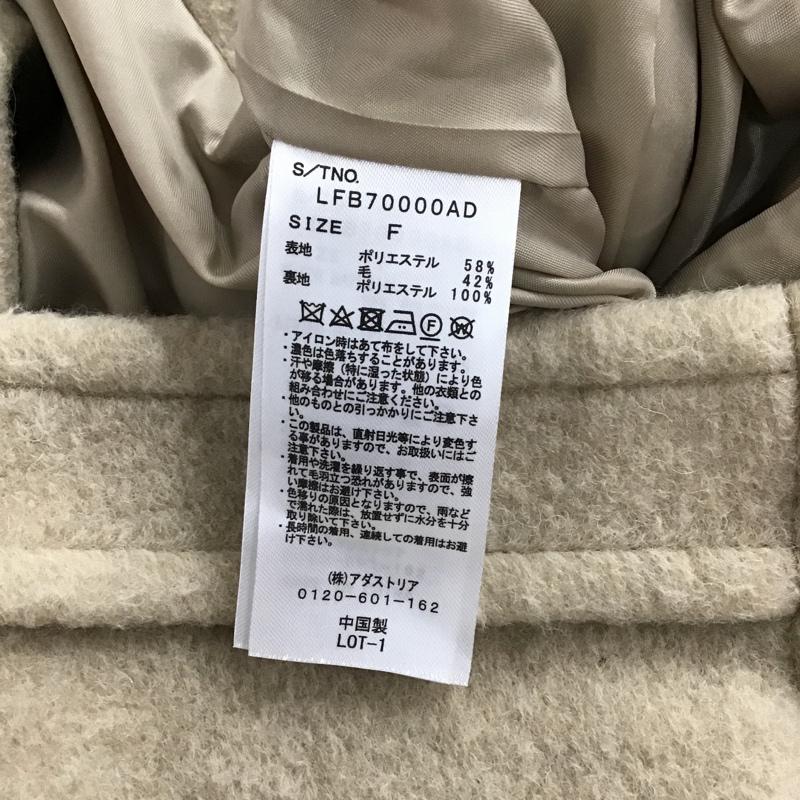 S/TNO.
LFB70000AD
SIZE F
表地 ポリエステル 58%
毛 42%
裏地 ポリエステル 100%
F W
・アイロン時はあて布をして下さい。
・濃色は色落ちすることがあります。
・汗や摩擦(特に湿った状態)により色
が移る場合があります。他の衣類との
組み合わせにご注意ください。
・他のものとの引っかかりにご注意下さ
い。
・この製品は、直射日光等により変色す
る事がありますので、お取扱いにはご
注意下さい。
・着用や洗濯を繰り返す事で、表面が擦
れて毛羽立つ恐れがありますので、強
い摩擦はお避け下さい。
・色移りの原因となりますので、雨など
で濡れた際は、放置せずに水分を十分
取り除いて下さい。
・長時間の着用、連続しての着用はお避
け下さい。
(株)アダストリア
0120-601-162
中国製
LOT-1